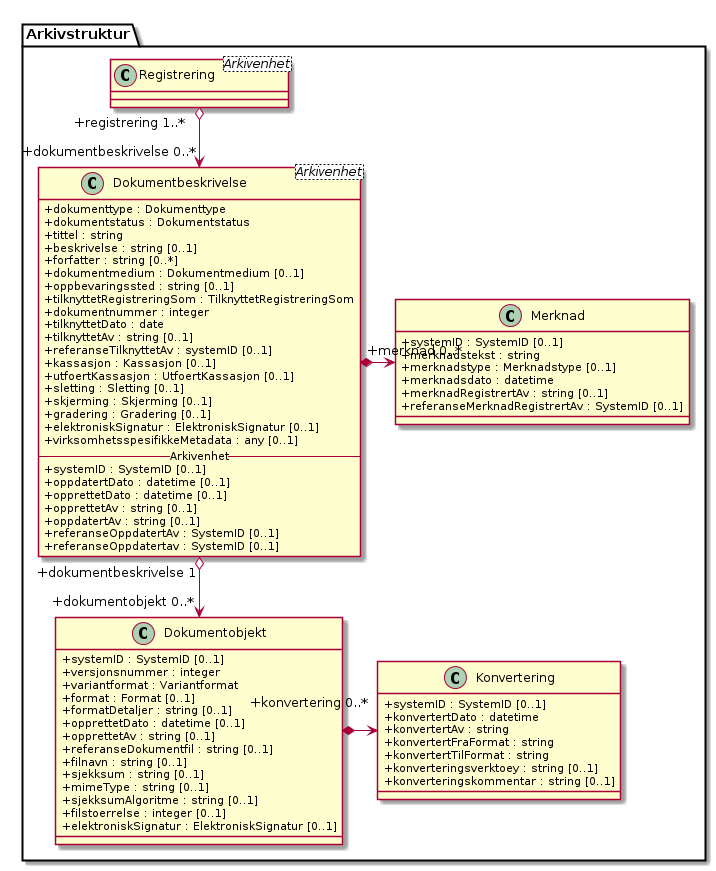 Arkivstruktur
Arkivenhet
C Registrering
+registrering 1..*
+dokumentbeskrivelse 0..*
Arkivenhet
C Dokumentbeskrivelse
+dokumenttype : Dokumenttype
+dokumentstatus : Dokumentstatus
+tittel : string
+beskrivelse : string [0..1]
+forfatter : string [0..*]
+dokumentmedium : Dokumentmedium [0..1]
+oppbevaringssted : string [0..1]
+tilknyttetRegistreringSom : TilknyttetRegistreringSom
+dokumentnummer : integer
+tilknyttetDato : date
+tilknyttetAv : string [0..1]
+referanseTilknyttetAv : systemID [0..1]
+kassasjon : Kassasjon [0..1]
+utfoertKassasjon : UtfoertKassasjon [0..1]
+sletting : Sletting [0..1]
+skjerming : Skjerming [0..1]
+gradering : Gradering [0..1]
+elektroniskSignatur : ElektroniskSignatur [0..1]
+virksomhetsspesifikkeMetadata : any [0..1]
Arkivenhet
+systemID : SystemID [0..1]
+oppdatertDato : datetime [0..1]
+opprettetDato : datetime [0..1]
+opprettetAv : string [0..1]
+oppdatertAv : string [0..1]
+referanseOppdatertAv : SystemID [0..1]
+referanseOppdatertav : SystemID [0..1]
+merknad 0..*
C Merknad
+systemID : SystemID [0..1]
+merknadstekst : string
+merknadstype : Merknadstype [0..1]
+merknadsdato : datetime
+merknadRegistrertAv : string [0..1]
+referanseMerknadRegistrertAv : SystemID [0..1]
+dokumentbeskrivelse 1
+dokumentobjekt 0..*
C Dokumentobjekt
+systemID : SystemID [0..1]
+versjonsnummer : integer
+variantformat : Variantformat
+format : Format [0..1]
+formatDetaljer : string [0..1]
+opprettetDato : datetime [0..1]
+opprettetAv : string [0..1]
+referanseDokumentfil : string [0..1]
+filnavn : string [0..1]
+sjekksum : string [0..1]
+mimeType : string [0..1]
+sjekksumAlgoritme : string [0..1]
+filstoerrelse : integer [0..1]
+elektroniskSignatur : ElektroniskSignatur [0..1]
+konvertering 0..*
C Konvertering
+systemID : SystemID [0..1]
+konvertertDato : datetime
+konvertertAv : string
+konvertertFraFormat : string
+konvertertTilFormat : string
+konverteringsverktoey : string [0..1]
+konverteringskommentar : string [0..1]